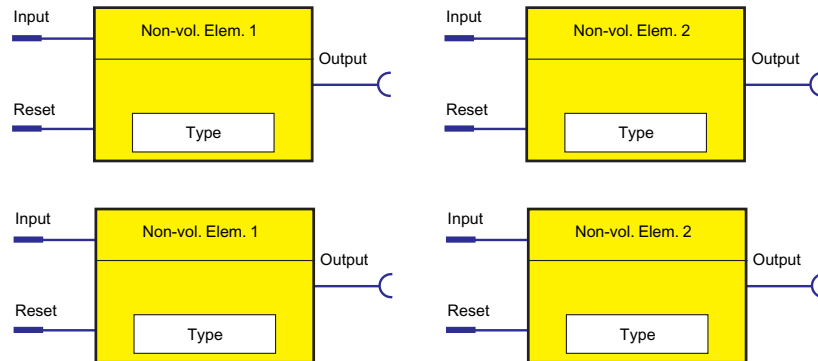 Input
Non-vol. Elem. 1
Output
Reset
Type
Input
Non-vol. Elem. 2
Output
Reset
Type
Input
Non-vol. Elem. 1
Output
Reset
Type
Input
Non-vol. Elem. 2
Output
Reset
Type